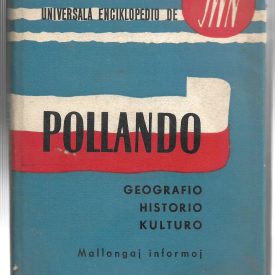 UNIVERSALA ENCIKLOPEDIO DE
POLLANDO
GEOGRAFIO
HISTORIO
KULTURO
Mallongaj informoj